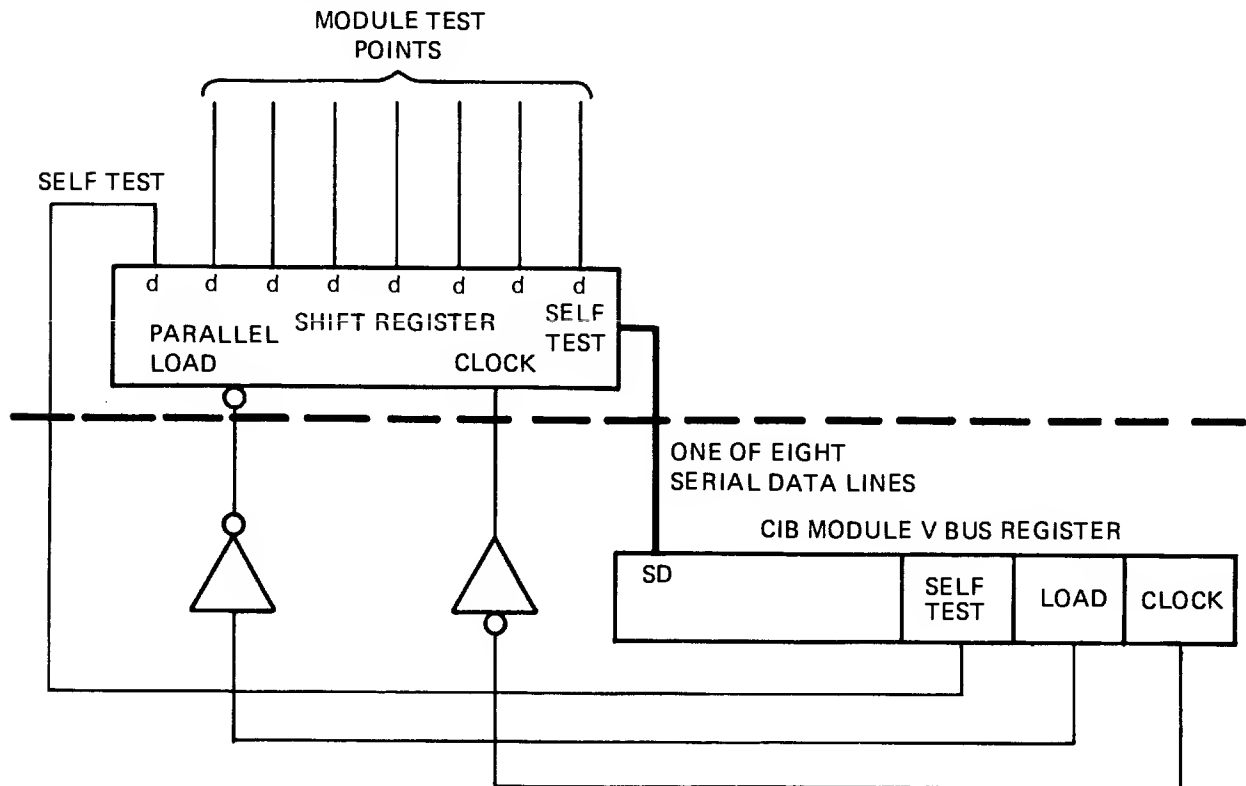 MODULE TEST
POINTS
SELF TEST
d d d d d d d d
SHIFT REGISTER
SELF
TEST
PARALLEL
LOAD
CLOCK
ONE OF EIGHT
SERIAL DATA LINES
CIB MODULE V BUS REGISTER
SD
SELF
TEST
LOAD
CLOCK